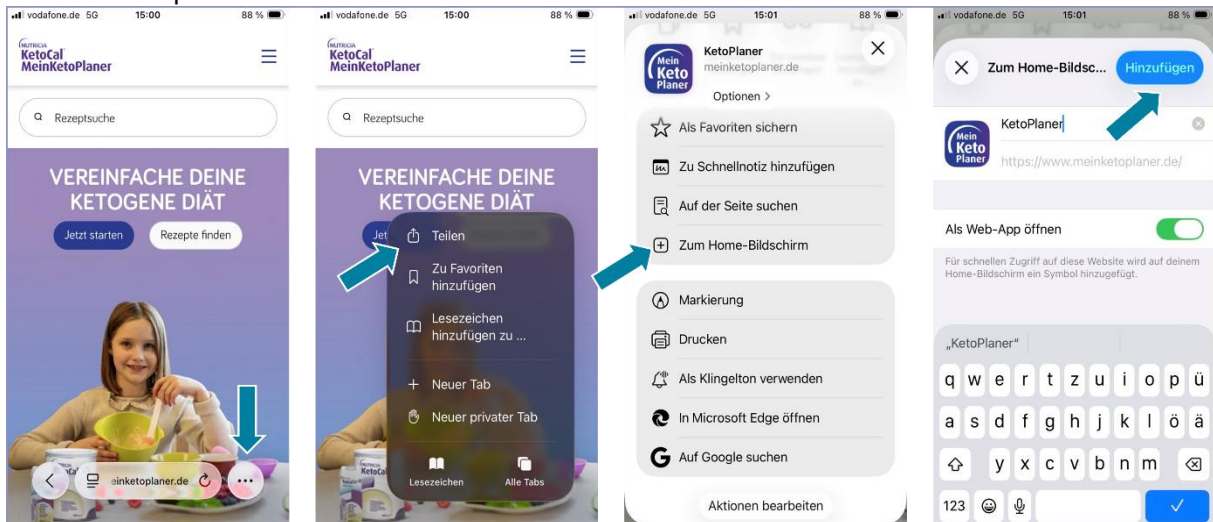 vodafone.de 5G 15:00 88 %
NUTRICIA
KetoCal
MeinKetoPlaner
Rezeptsuche
VEREINFACHE DEINE
KETOGENE DIÄT
Jetzt starten
Rezepte finden
einketoplaner.de
vodafone.de 5G 15:00 88 %
NUTRICIA
KetoCal
MeinKetoPlaner
Rezeptsuche
VEREINFACHE DEINE
KETOGENE DIÄT
Jet
Teilen
Zu Favoriten
hinzufügen
Lesezeichen
hinzufügen zu ...
Neuer Tab
Neuer privater Tab
Lesezeichen
Alle Tabs
NUTRICIA
KetoCal
vodafone.de 5G 15:01 88 %
Mein
Keto
Planer
KetoPlaner
meinketoplaner.de
Optionen >
Als Favoriten sichern
Zu Schnellnotiz hinzufügen
Auf der Seite suchen
Zum Home-Bildschirm
Markierung
Drucken
Als Klingelton verwenden
In Microsoft Edge öffnen
Auf Google suchen
Aktionen bearbeiten
vodafone.de 5G 15:01 88 %
Zum Home-Bildsc...
Hinzufügen
Mein
Keto
Planer
KetoPlaner
https://www.meinketoplaner.de/
Als Web-App öffnen
Für schnellen Zugriff auf diese Website wird auf deinem
Home-Bildschirm ein Symbol hinzugefügt.
„KetoPlaner“
q w e r t z u i o p ü
a s d f g h j k l ö ä
y x c v b n m
123